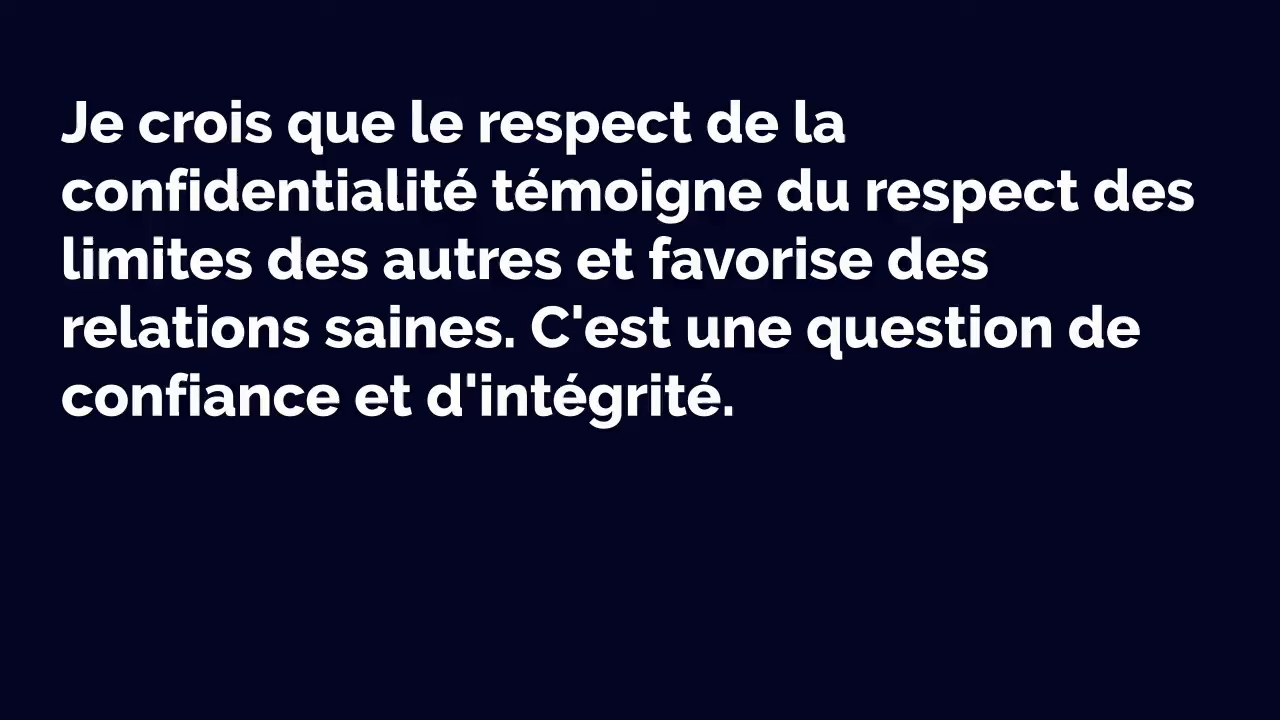 Je crois que le respect de la
confidentialité témoigne du respect des
limites des autres et favorise des
relations saines. C'est une question de
confiance et d'intégrité.